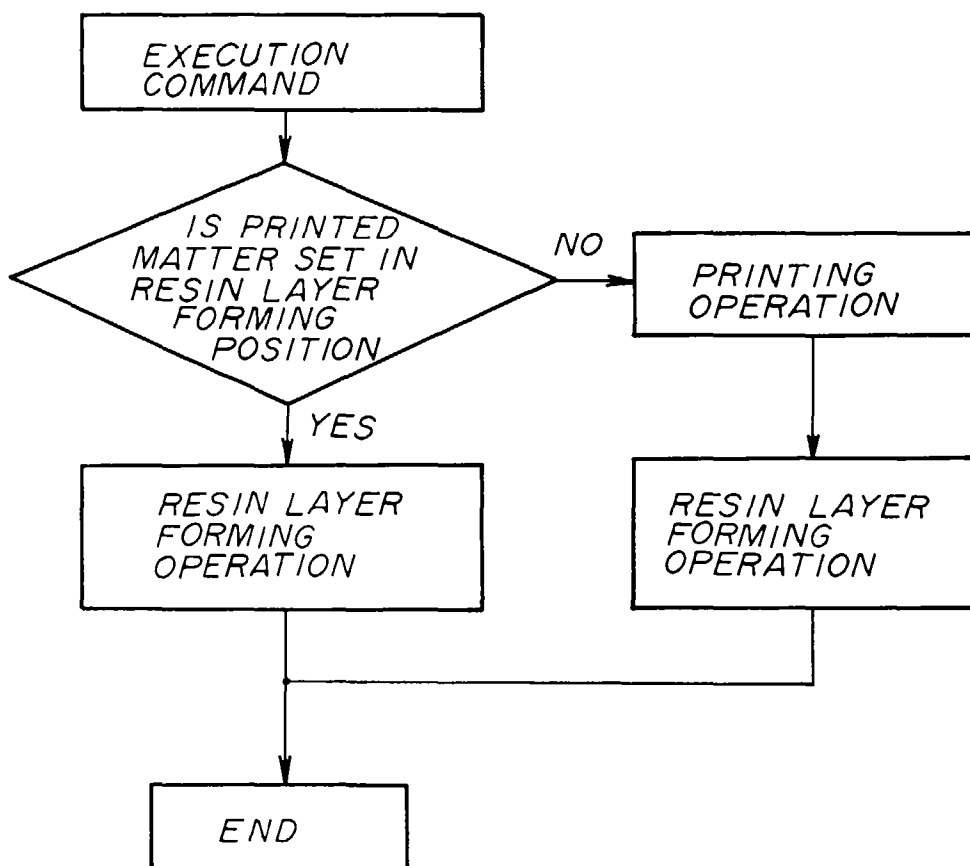 EXECUTION
COMMAND
IS PRINTED
MATTER SET IN
RESIN LAYER
FORMING
POSITION
NO
PRINTING
OPERATION
YES
RESIN LAYER
FORMING
OPERATION
RESIN LAYER
FORMING
OPERATION
END